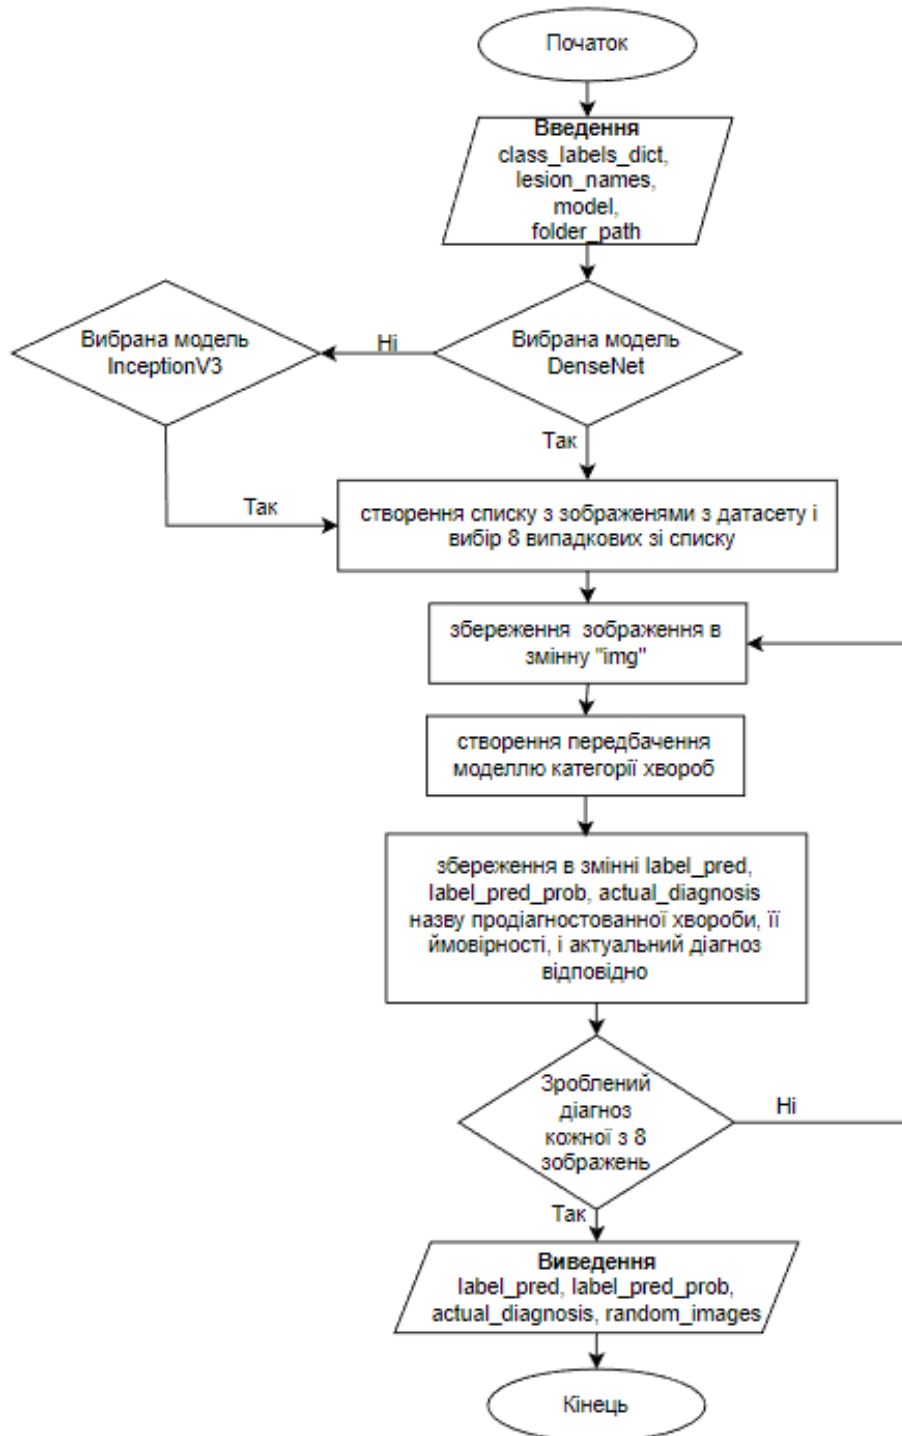 Початок
Введення
class_labels_dict,
lesion_names,
model,
folder_path
Вибрана модель
InceptionV3
Ні
Вибрана модель
DenseNet
Так
Так
створення списку з зображенями з датасету і
вибір 8 випадкових зі списку
збереження зображення в
змінну "img"
створення передбачення
моделлю категорії хвороб
збереження в змінні label_pred,
label_pred_prob, actual_diagnosis
назву продіагностованної хвороби, її
ймовірності, і актуальний діагноз
відповідно
Зроблений
діагноз
кожної з 8
зображень
Ні
Так
Виведення
label_pred, label_pred_prob,
actual_diagnosis, random_images
Кінець